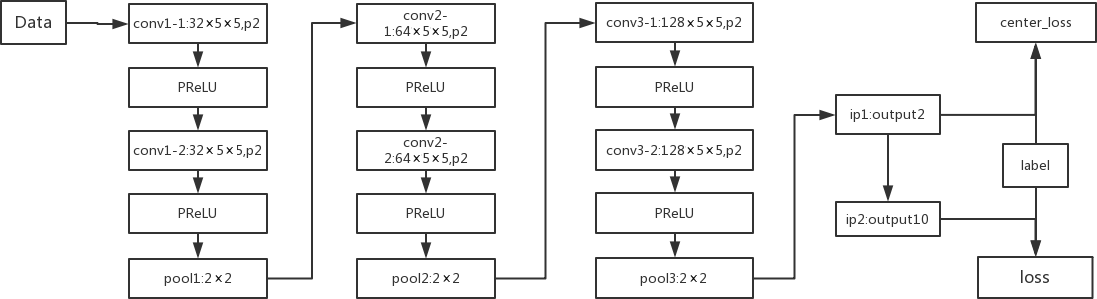 Data
conv1-1:32×5×5,p2
PReLU
conv1-2:32×5×5,p2
PReLU
pool1:2×2
conv2-
1:64×5×5,p2
PReLU
conv2-
2:64×5×5,p2
PReLU
pool2:2×2
conv3-1:128×5×5,p2
PReLU
conv3-2:128×5×5,p2
PReLU
pool3:2×2
ip1:output2
ip2:output10
center_loss
label
loss